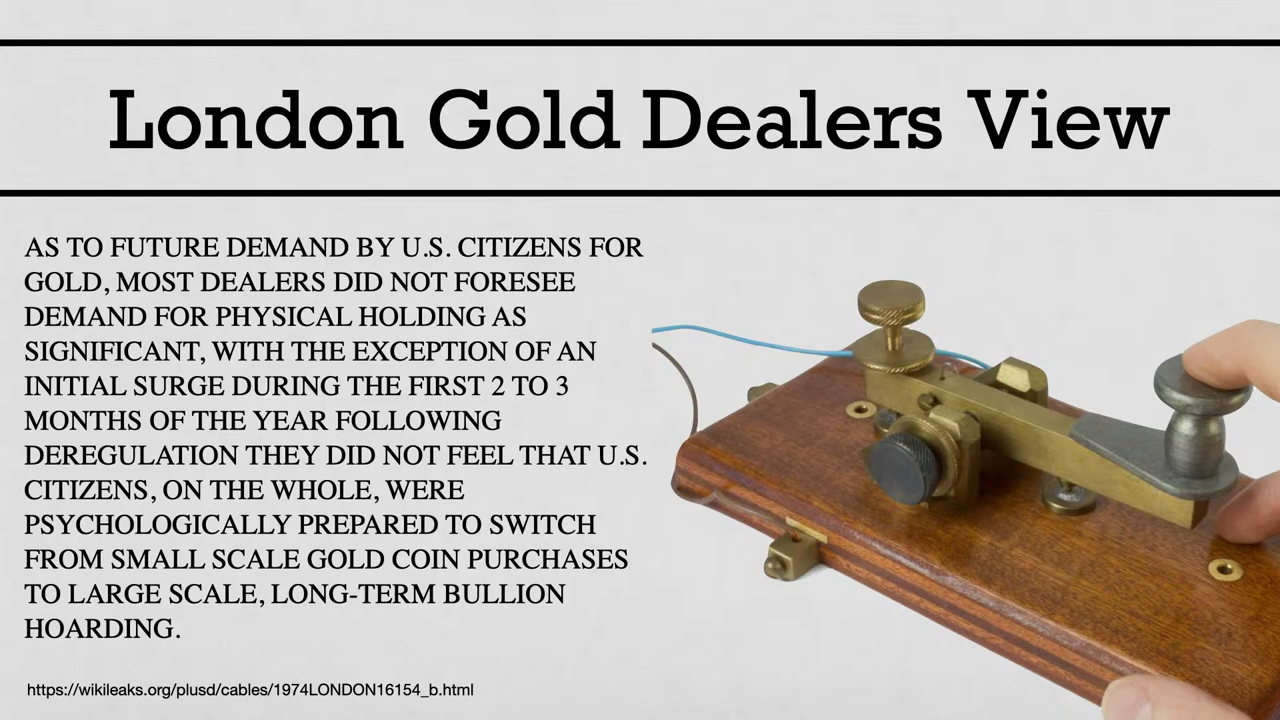 London Gold Dealers View
AS TO FUTURE DEMAND BY U.S. CITIZENS FOR
GOLD, MOST DEALERS DID NOT FORESEE
DEMAND FOR PHYSICAL HOLDING AS
SIGNIFICANT, WITH THE EXCEPTION OF AN
INITIAL SURGE DURING THE FIRST 2 TO 3
MONTHS OF THE YEAR FOLLOWING
DEREGULATION THEY DID NOT FEEL THAT U.S.
CITIZENS, ON THE WHOLE, WERE
PSYCHOLOGICALLY PREPARED TO SWITCH
FROM SMALL SCALE GOLD COIN PURCHASES
TO LARGE SCALE, LONG-TERM BULLION
HOARDING.
https://wikileaks.org/plusd/cables/1974LONDON16154_b.html